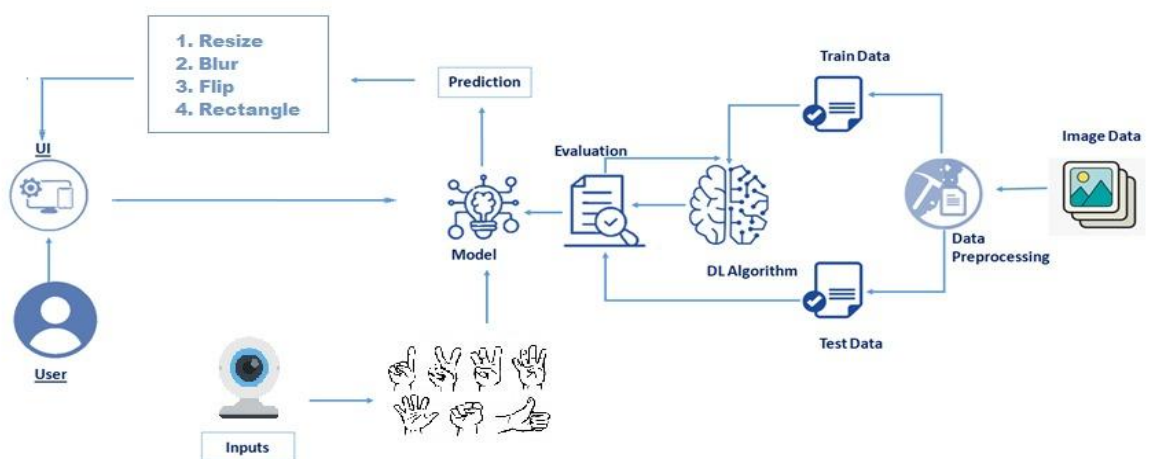 1. Resize
2. Blur
3. Flip
4. Rectangle
Prediction
Train Data
Image Data
UI
Evaluation
Model
DL Algorithm
Data
Preprocessing
User
Test Data
Inputs